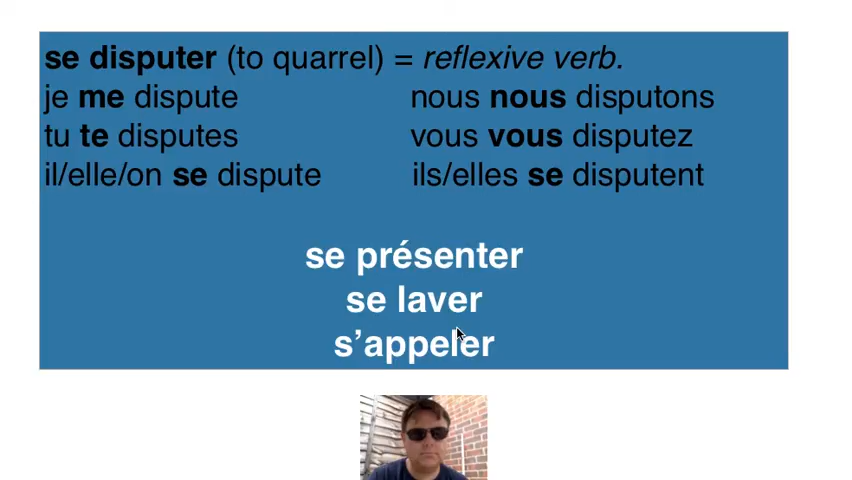 se disputer (to quarrel) = reflexive verb.
je me dispute nous nous disputons
tu te disputes vous vous disputez
il/elle/on se dispute ils/elles se disputent
se présenter
se laver
s’appeler